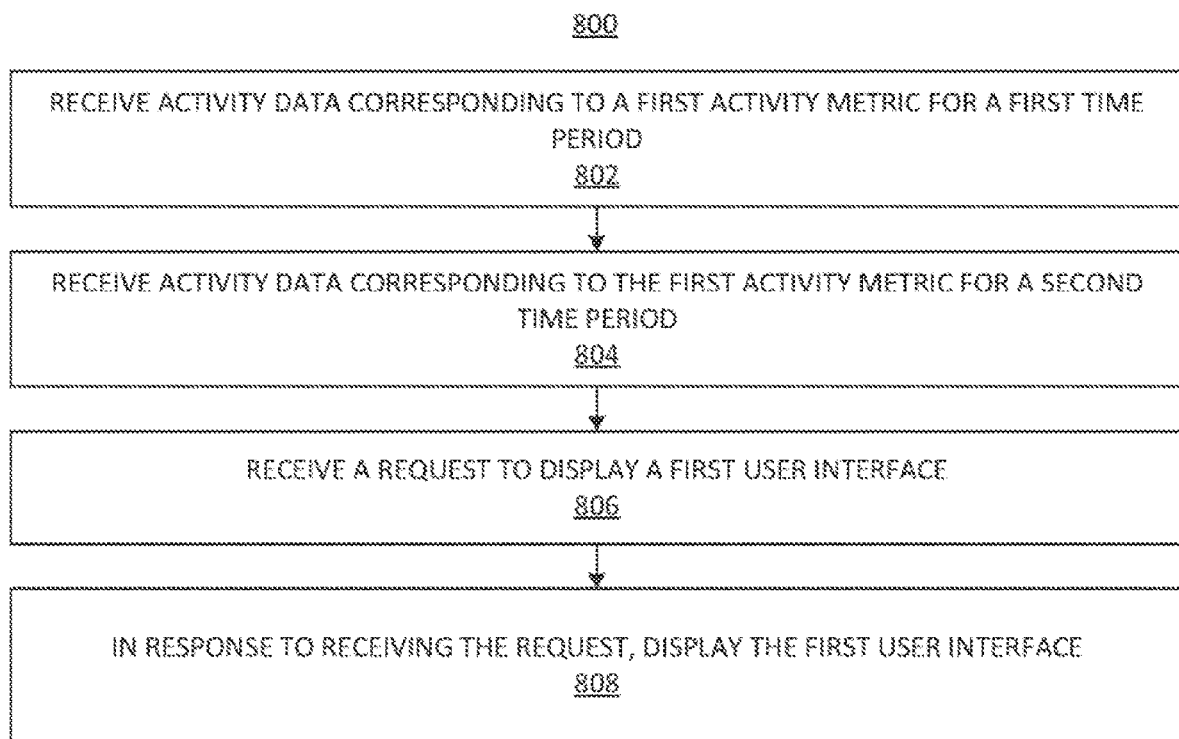 800
RECEIVE ACTIVITY DATA CORRESPONDING TO A FIRST ACTIVITY METRIC FOR A FIRST TIME
PERIOD
802
RECEIVE ACTIVITY DATA CORRESPONDING TO THE FIRST ACTIVITY METRIC FOR A SECOND
TIME PERIOD
804
RECEIVE A REQUEST TO DISPLAY A FIRST USER INTERFACE
806
IN RESPONSE TO RECEIVING THE REQUEST, DISPLAY THE FIRST USER INTERFACE
808